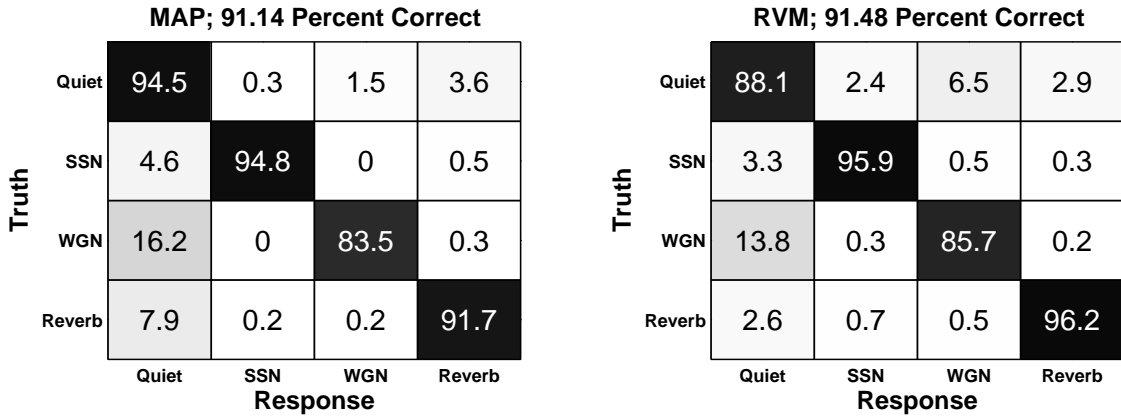 MAP; 91.14 Percent Correct
Truth
Quiet 94.5 0.3 1.5 3.6
SSN 4.6 94.8 0 0.5
WGN 16.2 0 83.5 0.3
Reverb 7.9 0.2 0.2 91.7
Quiet SSN WGN Reverb
Response
RVM; 91.48 Percent Correct
Truth
Quiet 88.1 2.4 6.5 2.9
SSN 3.3 95.9 0.5 0.3
WGN 13.8 0.3 85.7 0.2
Reverb 2.6 0.7 0.5 96.2
Quiet SSN WGN Reverb
Response